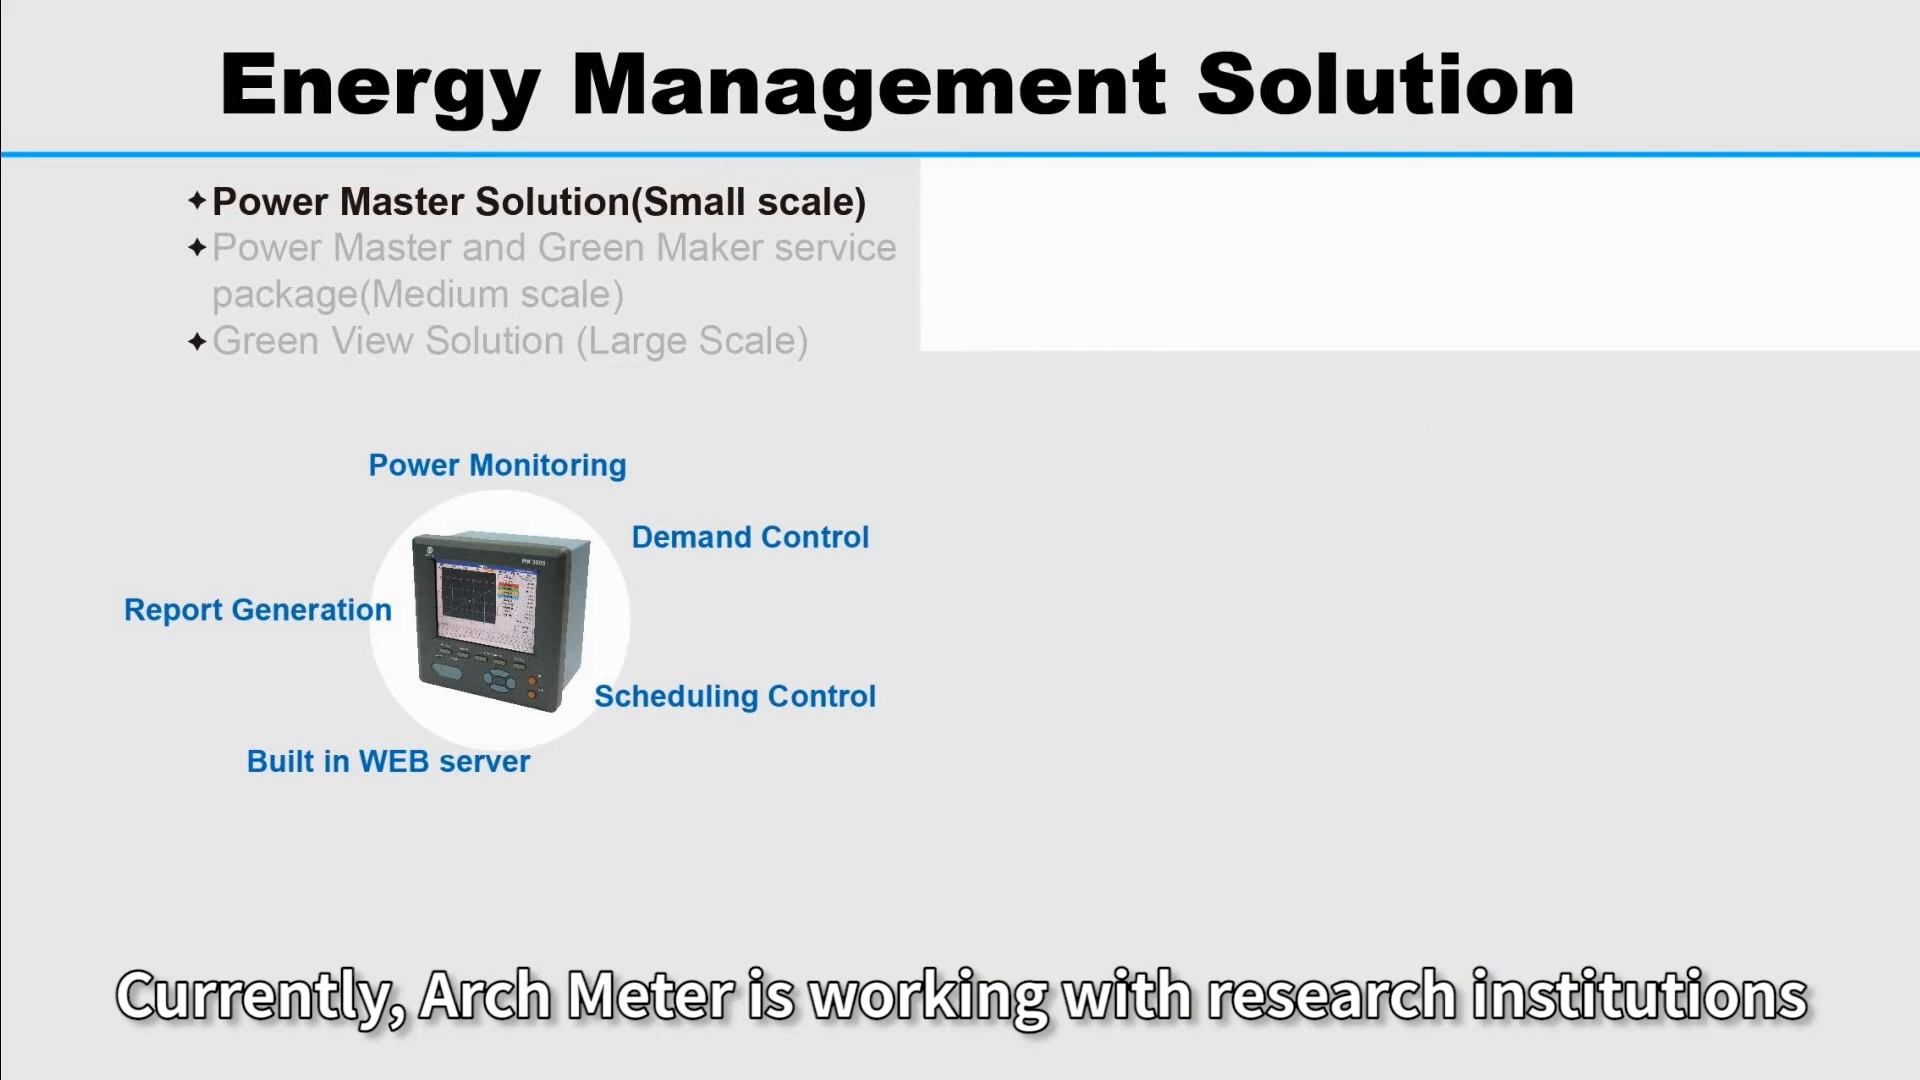 Energy Management Solution
✦Power Master Solution(Small scale)
✦Power Master and Green Maker service
package(Medium scale)
✦Green View Solution (Large Scale)
Power Monitoring
Demand Control
Report Generation
Scheduling Control
Built in WEB server
Currently, Arch Meter is working with research institutions